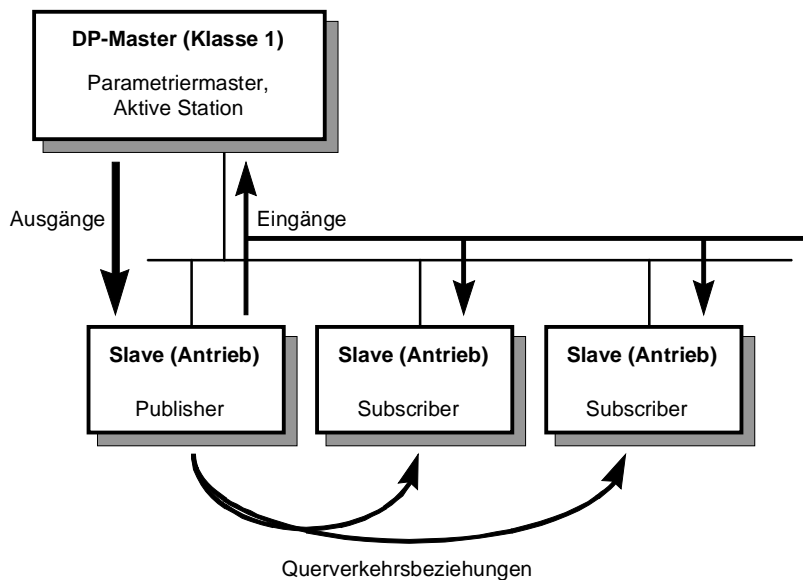 DP-Master (Klasse 1)
Parametriermaster,
Aktive Station
Ausgänge
Eingänge
Slave (Antrieb)
Publisher
Slave (Antrieb)
Subscriber
Slave (Antrieb)
Subscriber
Querverkehrsbeziehungen